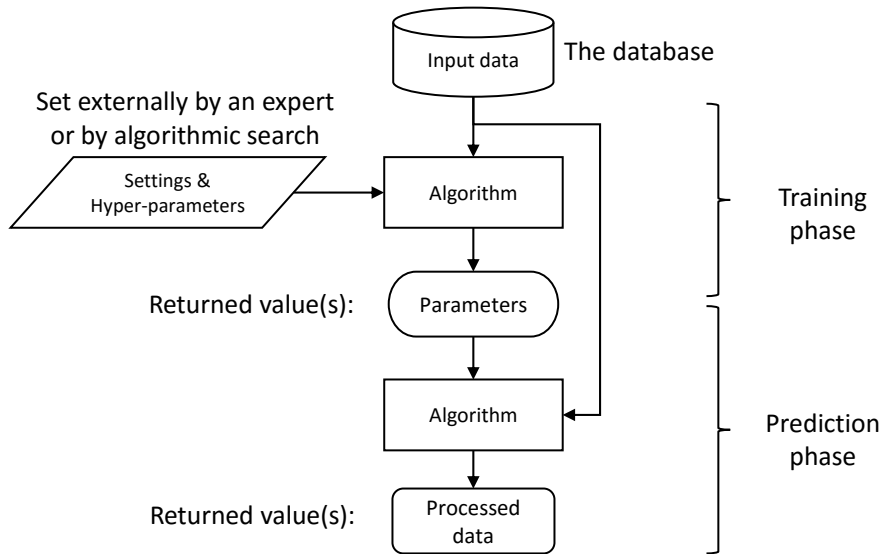 Input data
The database
Set externally by an expert
or by algorithmic search
Settings &
Hyper-parameters
Algorithm
Training
phase
Returned value(s):
Parameters
Algorithm
Prediction
phase
Returned value(s):
Processed
data